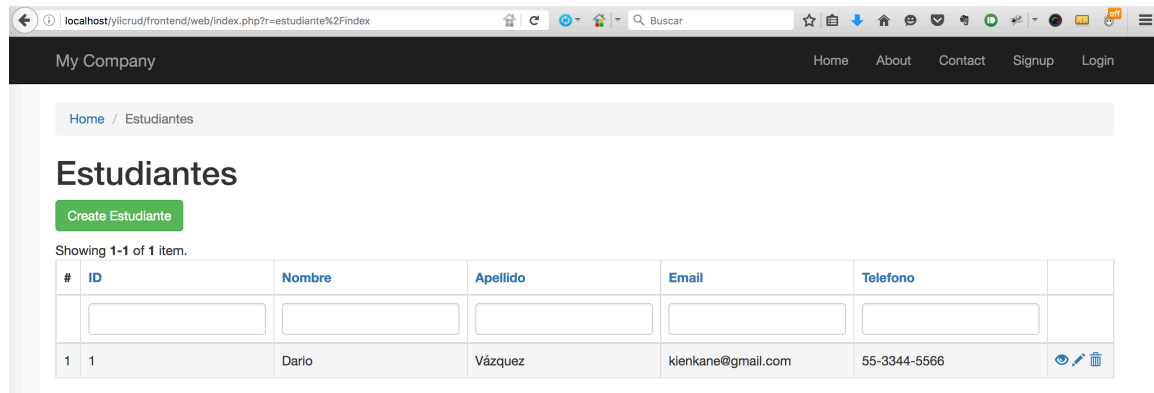 localhost/yiicrud/frontend/web/index.php?r=estudiante%2Findex Buscar off
My Company Home About Contact Signup Login
Home / Estudiantes
Estudiantes
Create Estudiante
Showing 1-1 of 1 item.
# ID Nombre Apellido Email Telefono
1 1 Dario Vázquez kienkane@gmail.com 55-3344-5566